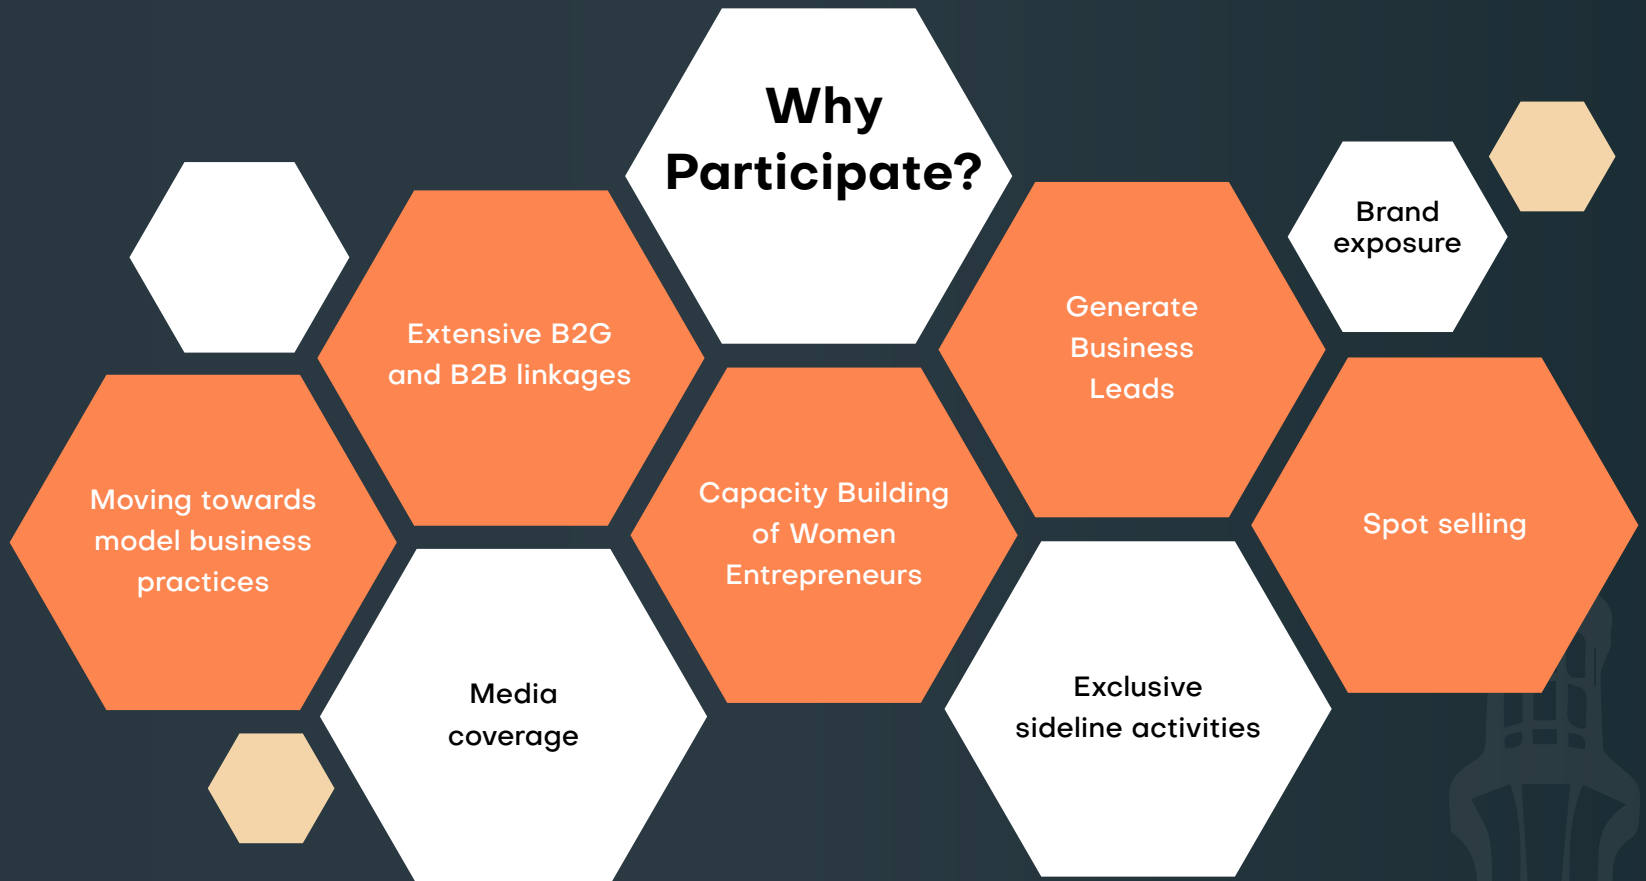 Why
Participate?
Brand
exposure
Extensive B2G
and B2B linkages
Generate
Business
Leads
Moving towards
model business
practices
Capacity Building
of Women
Entrepreneurs
Spot selling
Media
coverage
Exclusive
sideline activities